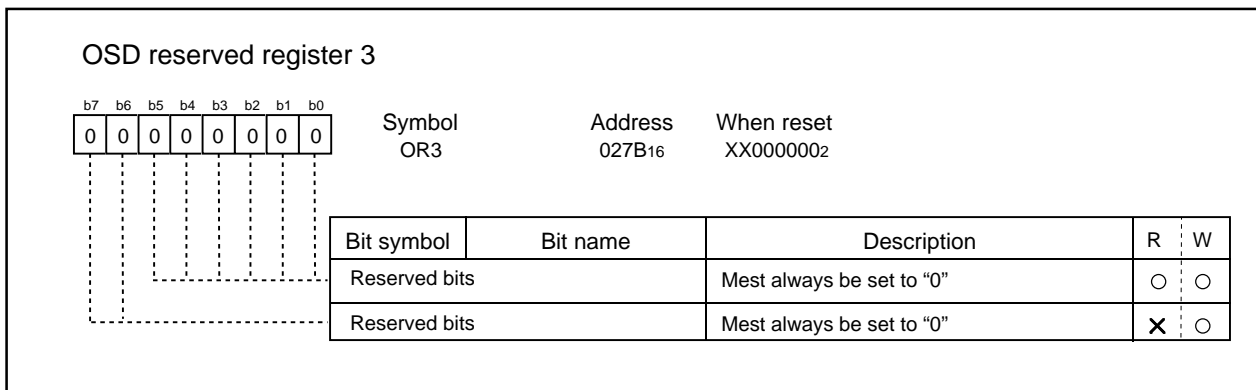 OSD reserved register 3
b7 b6 b5 b4 b3 b2 b1 b0
0 0 0 0 0 0 0 0
Symbol Address When reset
OR3 027B16 XX0000002
Bit symbol Bit name Description R W
Reserved bits Mest always be set to “0” ○ ○
Reserved bits Mest always be set to “0” ✕ ○